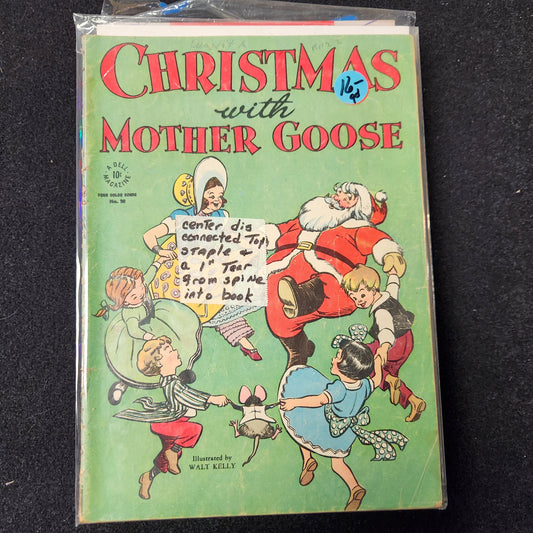 CHRISTMAS
with
MOTHER GOOSE
16-
A DELL
10¢
MAGAZINE
FOUR COLOR COMIC
No. 90
center dis
connected Top
staple &
a 1" Tear
from spine
into book
Illustrated by
WALT KELLY